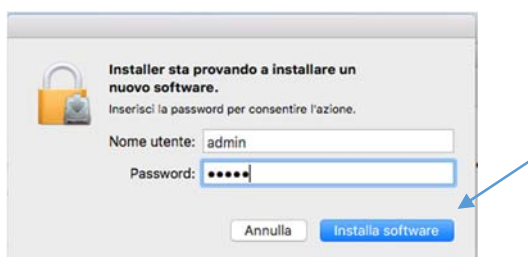 Installer sta provando a installare un
nuovo software.
Inserisci la password per consentire l'azione.
Nome utente: admin
Password: •••••
Annulla Installa software